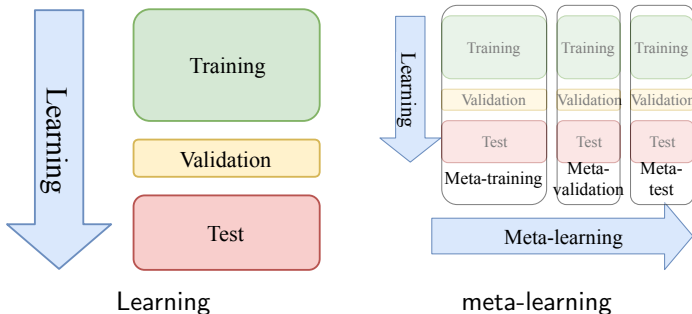 Learning
Training
Validation
Test
Learning
Learning
Training
Training
Training
Validation
Validation
Validation
Test
Test
Test
Meta-training
Meta-
validation
Meta-
test
Meta-learning
meta-learning